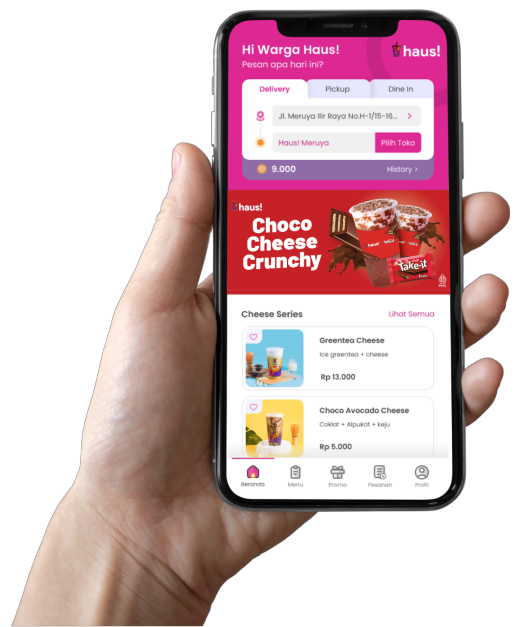 Hi Warga Haus!
haus!
Pesan apa hari ini?
Delivery Pickup Dine In
Jl. Meruya Ilir Raya No.H-1/15-16... >
Haus! Meruya Pilih Toko
9.000 History >
haus!
Choco
Cheese
Crunchy
haus!
take-it
Cheese Series Lihat Semua
Greentea Cheese
Ice greentea + cheese
Rp 13.000
Choco Avocado Cheese
Coklat + Alpukat + keju
Rp 5.000
Beranda Menu Promo Pesanan Profil